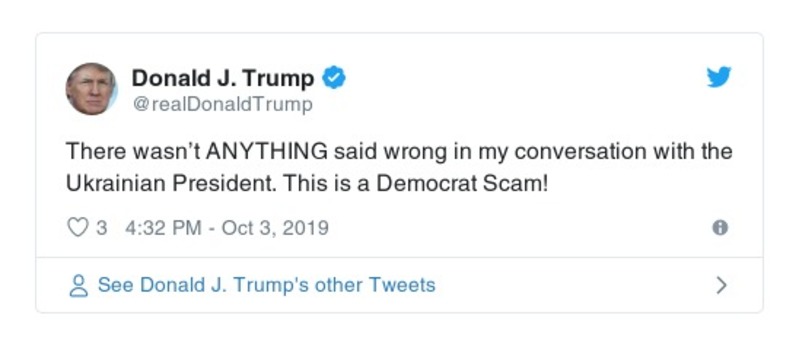 Donald J. Trump
@realDonaldTrump
There wasn’t ANYTHING said wrong in my conversation with the
Ukrainian President. This is a Democrat Scam!
3 4:32 PM - Oct 3, 2019
See Donald J. Trump's other Tweets